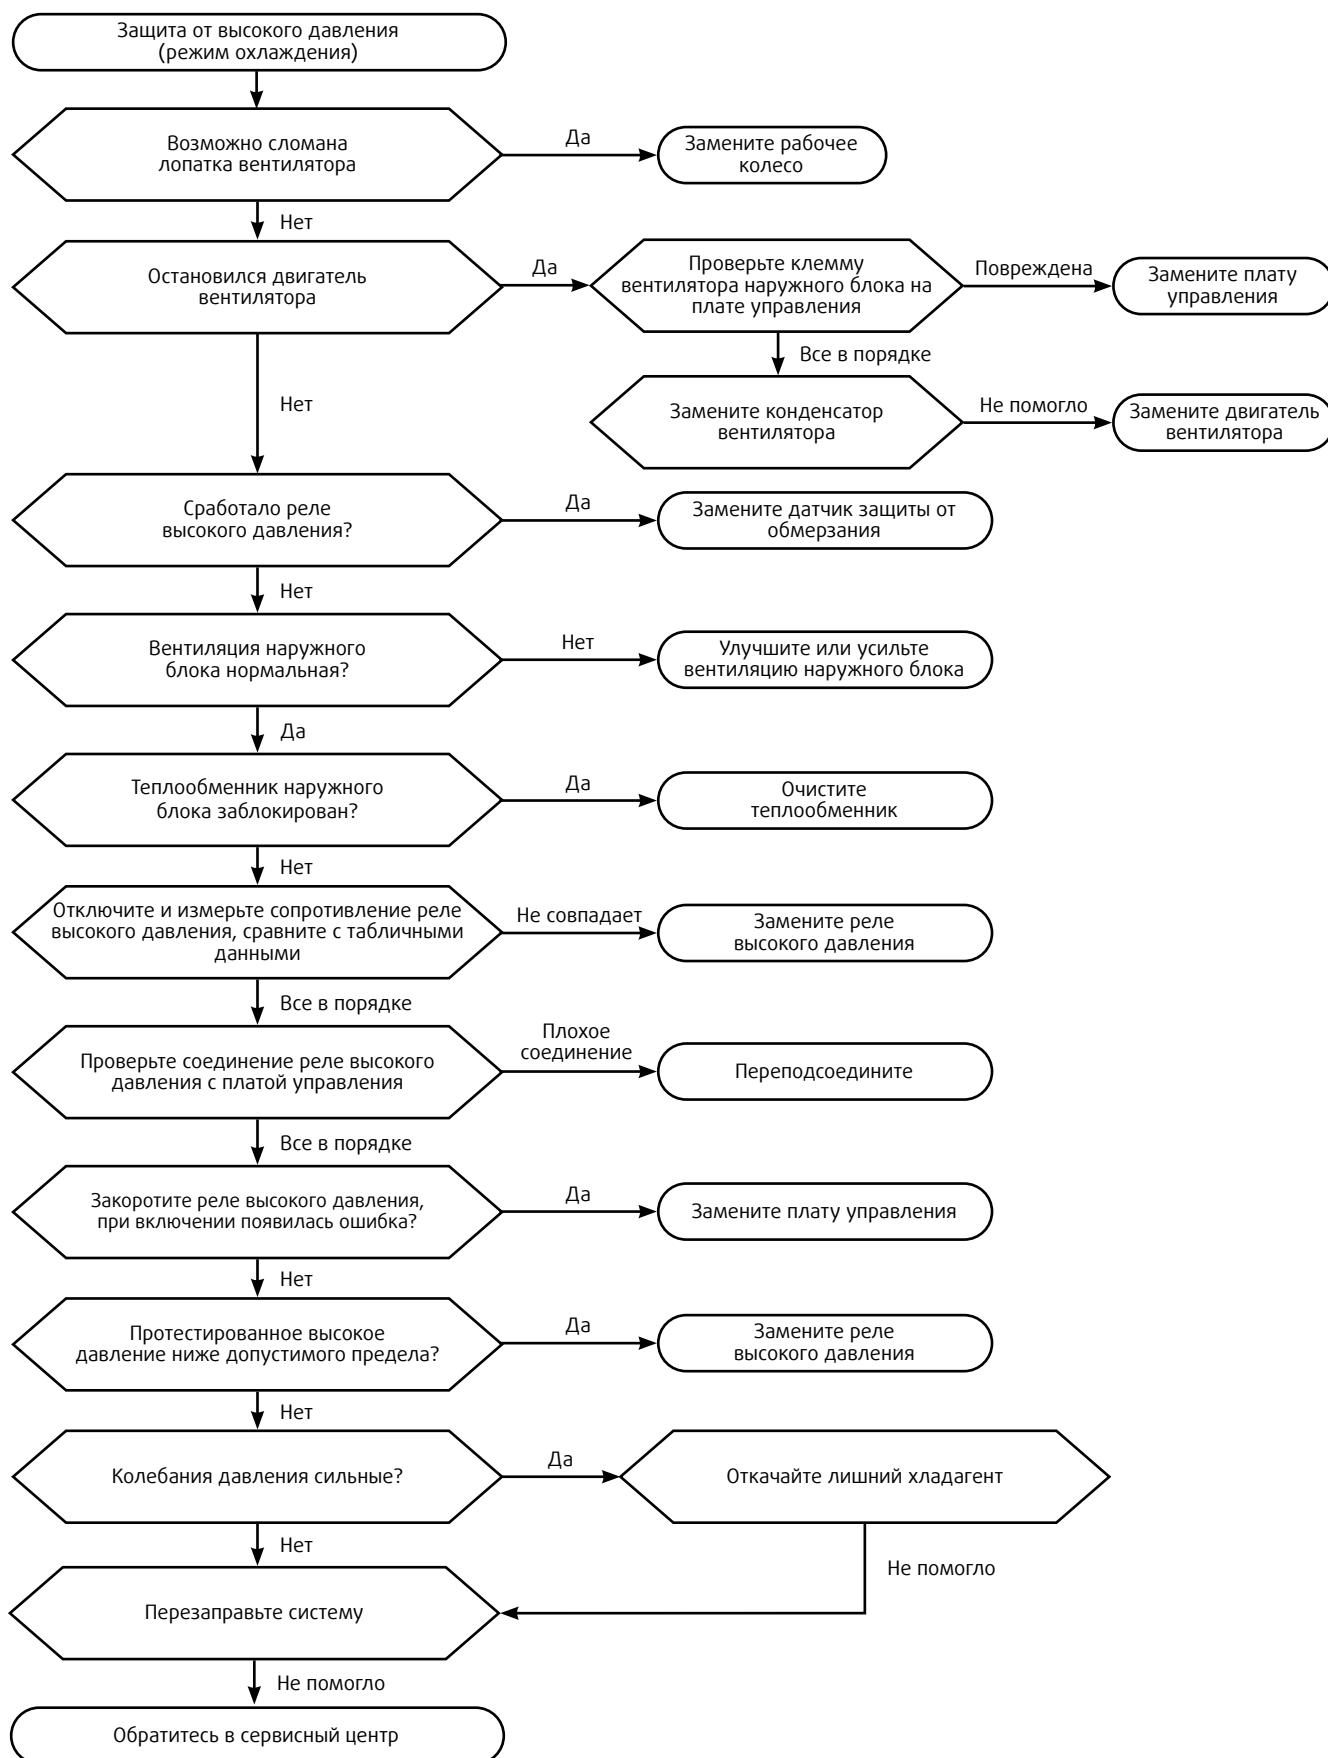 Защита от высокого давления
(режим охлаждения)
Возможно сломана
лопатка вентилятора
Да
Замените рабочее
колесо
Нет
Остановился двигатель
вентилятора
Да
Проверьте клемму
вентилятора наружного блока на
плате управления
Повреждена
Замените плату
управления
Все в порядке
Нет
Замените конденсатор
вентилятора
Не помогло
Замените двигатель
вентилятора
Сработало реле
высокого давления?
Да
Замените датчик защиты от
обмерзания
Нет
Вентиляция наружного
блока нормальная?
Нет
Улучшите или усильте
вентиляцию наружного блока
Да
Теплообменник наружного
блока заблокирован?
Да
Очистите
теплообменник
Нет
Отключите и измерьте сопротивление реле
высокого давления, сравните с табличными
данными
Не совпадает
Замените реле
высокого давления
Все в порядке
Проверьте соединение реле высокого
давления с платой управления
Плохое
соединение
Переподсоедините
Все в порядке
Закоротите реле высокого давления,
при включении появилась ошибка?
Да
Замените плату управления
Нет
Протестированное высокое
давление ниже допустимого предела?
Да
Замените реле
высокого давления
Нет
Колебания давления сильные?
Да
Откачайте лишний хладагент
Нет
Не помогло
Перезаправьте систему
Не помогло
Обратитесь в сервисный центр